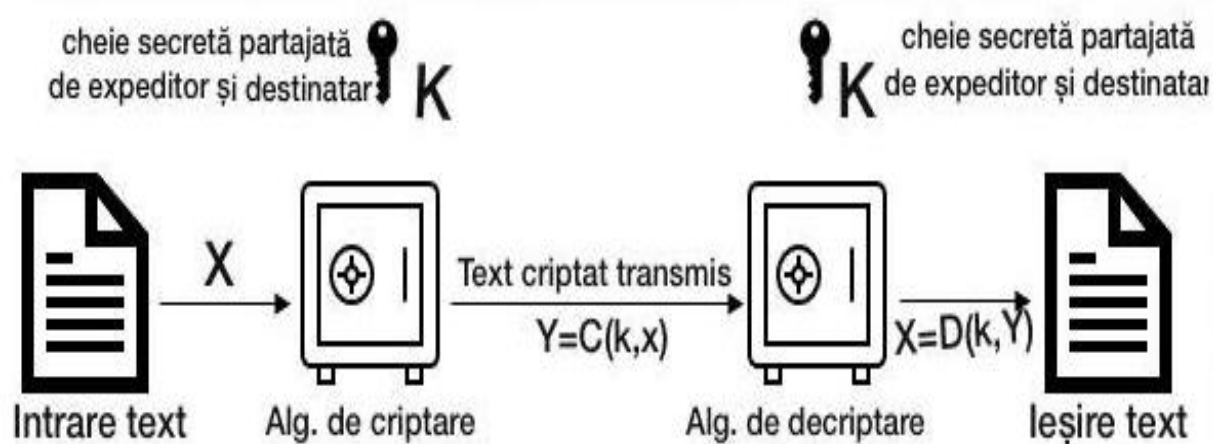 cheie secretă partajată
de expeditor și destinatar
K
cheie secretă partajată
de expeditor și destinatar
K
X
Text criptat transmis
Y=C(k,x)
X=D(k,Y)
Intrare text
Alg. de criptare
Alg. de decriptare
Ieșire text